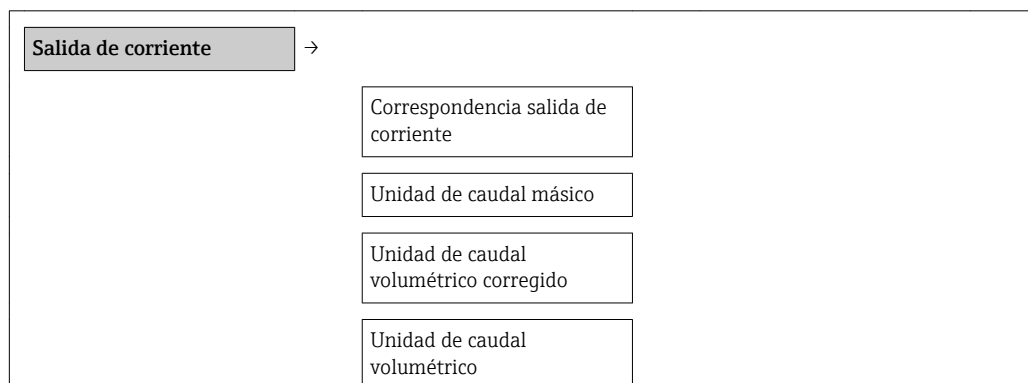 Salida de corriente →
Correspondencia salida de
corriente
Unidad de caudal másico
Unidad de caudal
volumétrico corregido
Unidad de caudal
volumétrico